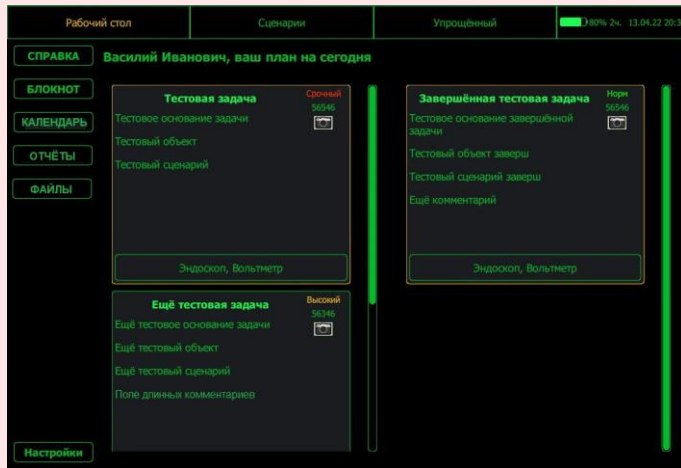 Рабочий стол
Сценарии
Упрощённый
80% 2ч. 13.04.22 20:3
СПРАВКА
Василий Иванович, ваш план на сегодня
БЛОКНОТ
КАЛЕНДАРЬ
ОТЧЁТЫ
ФАЙЛЫ
Тестовая задача
Срочный
56546
Тестовое основание задачи
Тестовый объект
Тестовый сценарий
Эндоскоп, Вольтметр
Ещё тестовая задача
Высокий
56346
Ещё тестовое основание задачи
Ещё тестовый объект
Ещё тестовый сценарий
Поле длинных комментариев
Завершённая тестовая задача
Норм
56546
Тестовое основание завершённой
задачи
Тестовый объект заверш
Тестовый сценарий заверш
Ещё комментарий
Эндоскоп, Вольтметр
Настройки